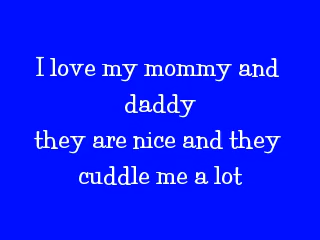 I love my mommy and
daddy
they are nice and they
cuddle me a lot